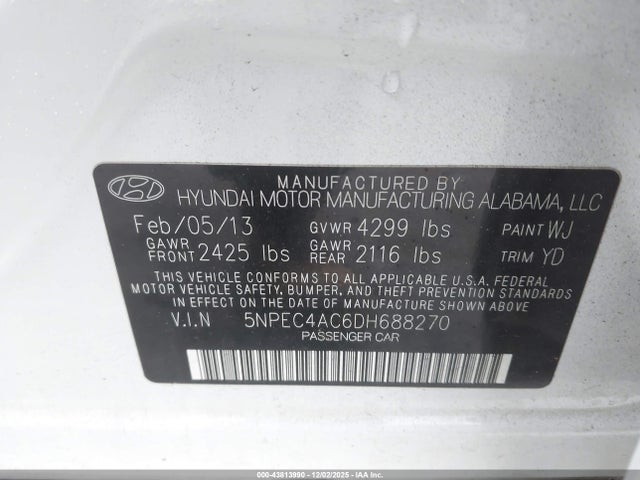 MANUFACTURED BY
HYUNDAI MOTOR MANUFACTURING ALABAMA, LLC
Feb/05/13 GVWR 4299 lbs PAINT WJ
GAWR FRONT 2425 lbs GAWR REAR 2116 lbs TRIM YD
THIS VEHICLE CONFORMS TO ALL APPLICABLE U.S.A. FEDERAL
MOTOR VEHICLE SAFETY, BUMPER, AND THEFT PREVENTION
STANDARDS IN EFFECT ON THE DATE OF MANUFACTURE SHOWN ABOVE.
V.I.N 5NPEC4AC6DH688270
PASSENGER CAR
000-43813990 - 12/02/2025 - IAA Inc.